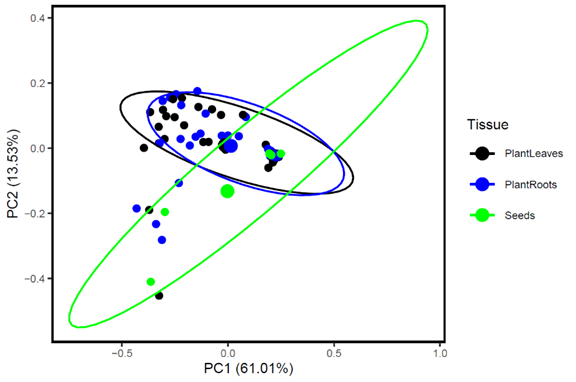 0.4
0.2
0.0
−0.2
−0.4
PC2 (13.53%)
−0.5
0.0
0.5
1.0
PC1 (61.01%)
Tissue
PlantLeaves
PlantRoots
Seeds